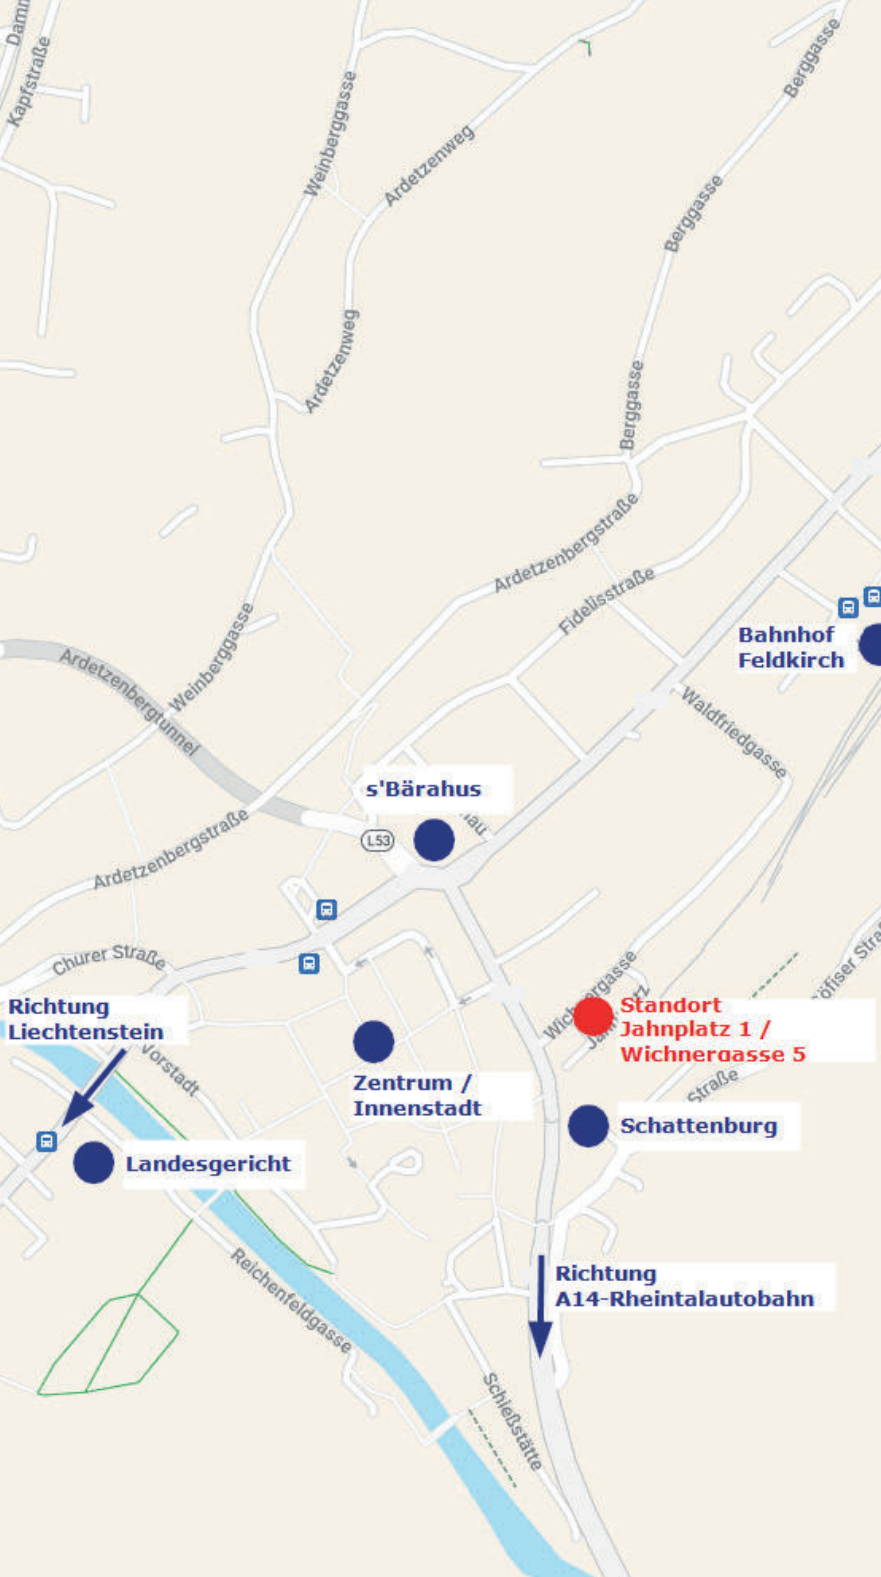 Kapfstraße
Weinberggasse
Ardetzenweg
Berggasse
Berggasse
Ardetzenweg
Berggasse
Ardetzenbergstraße
Fidelisstraße
Weinberggasse
Bahnhof
Feldkirch
Ardetzenbergtunnel
Waldfriedgasse
s'Bärahus
L53
Ardetzenbergstraße
Churer Straße
Richtung
Liechtenstein
Standort
Jahnplatz 1 /
Wichnergasse 5
Vorstadt
Zentrum /
Innenstadt
Straße
Schattenburg
Landesgericht
Reichenfeldgasse
Richtung
A14-Rheintalautobahn
Schießstätte